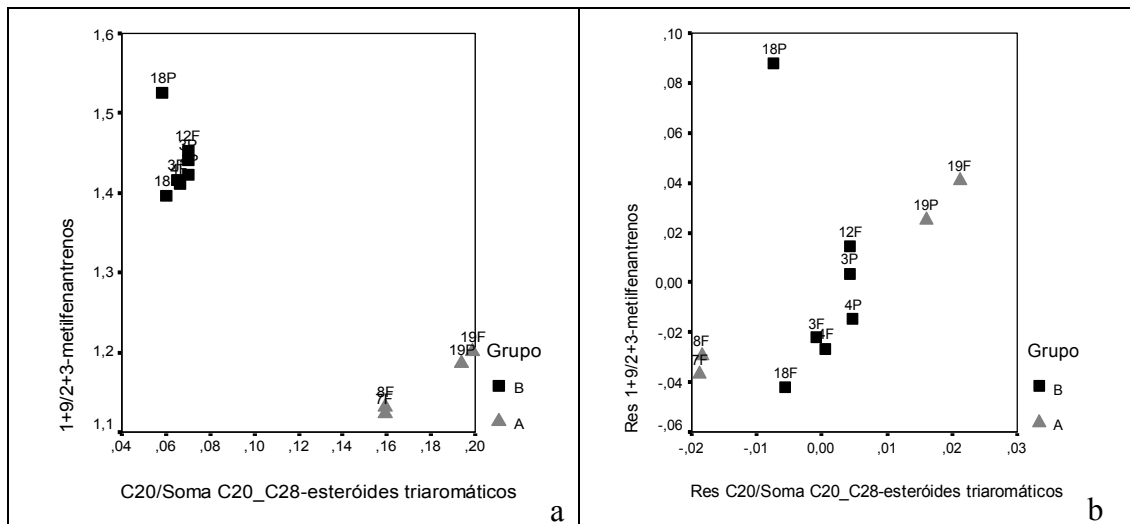 1,6
18P
1,5
12F
3P
3F
1,4
18F
1,3
19F
1,2
19P
8F
7F
1,1
,04 ,06 ,08 ,10 ,12 ,14 ,16 ,18 ,20
1+9/2+3-metilfenantrenos
C20/Soma C20_C28-esteróides triaromáticos
Grupo
B
A
a
,10
18P
,08
,06
19F
,04
19P
,02
12F
3P
0,00
4P
3F
4F
-,02
8F
7F
18F
-,04
-,06
-,02 -,01 0,00 ,01 ,02 ,03
Res 1+9/2+3-metilfenantrenos
Res C20/Soma C20_C28-esteróides triaromáticos
Grupo
B
A
b